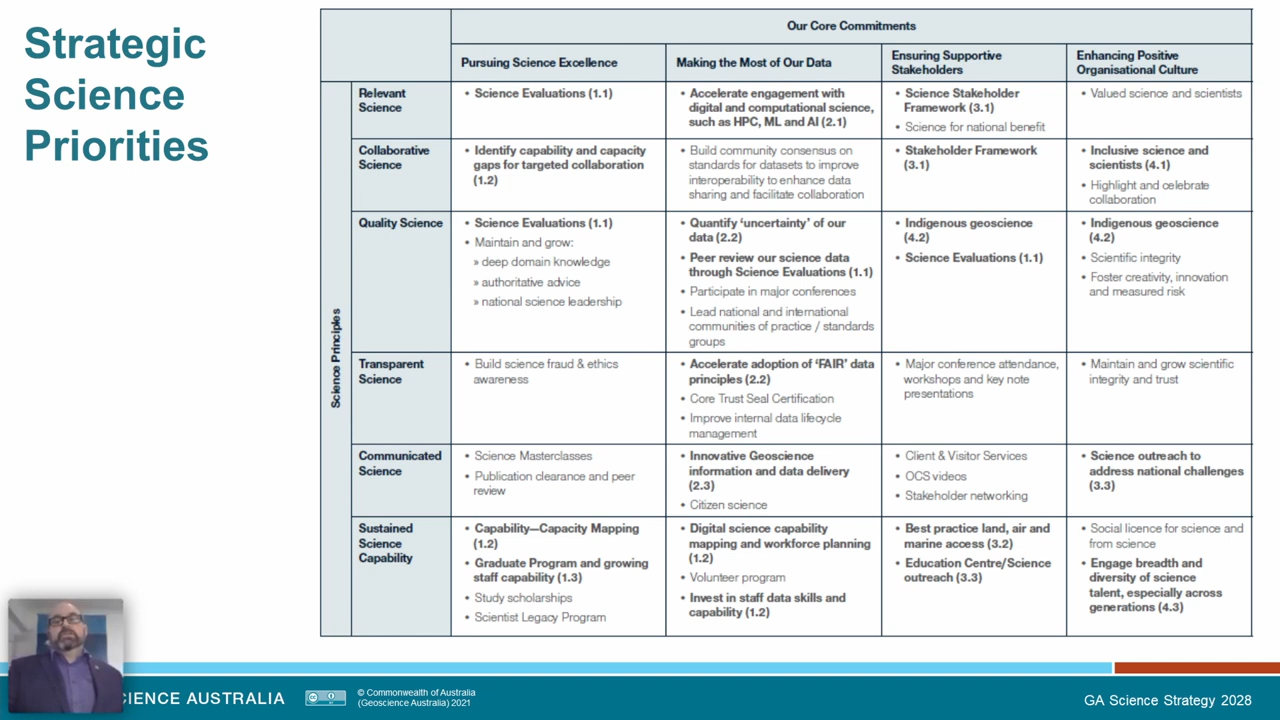 Strategic
Science
Priorities
Our Core Commitments
Pursuing Science Excellence
Making the Most of Our Data
Ensuring Supportive
Stakeholders
Enhancing Positive
Organisational Culture
Science Principles
Relevant
Science
• Science Evaluations (1.1)
• Accelerate engagement with
digital and computational science,
such as HPC, ML and AI (2.1)
• Science Stakeholder
Framework (3.1)
• Science for national benefit
• Valued science and scientists
Collaborative
Science
• Identify capability and capacity
gaps for targeted collaboration
(1.2)
• Build community consensus on
standards for datasets to improve
interoperability to enhance data
sharing and facilitate collaboration
• Stakeholder Framework
(3.1)
• Inclusive science and
scientists (4.1)
• Highlight and celebrate
collaboration
Quality Science
• Science Evaluations (1.1)
• Maintain and grow:
» deep domain knowledge
» authoritative advice
» national science leadership
• Quantify ‘uncertainty’ of our
data (2.2)
• Peer review our science data
through Science Evaluations (1.1)
• Participate in major conferences
• Lead national and international
communities of practice / standards
groups
• Indigenous geoscience
(4.2)
• Science Evaluations (1.1)
• Indigenous geoscience
(4.2)
• Scientific integrity
• Foster creativity, innovation
and measured risk
Transparent
Science
• Build science fraud & ethics
awareness
• Accelerate adoption of ‘FAIR’ data
principles (2.2)
• Core Trust Seal Certification
• Improve internal data lifecycle
management
• Major conference attendance,
workshops and key note
presentations
• Maintain and grow scientific
integrity and trust
Communicated
Science
• Science Masterclasses
• Publication clearance and peer
review
• Innovative Geoscience
information and data delivery
(2.3)
• Citizen science
• Client & Visitor Services
• OCS videos
• Stakeholder networking
• Science outreach to
address national challenges
(3.3)
Sustained
Science
Capability
• Capability—Capacity Mapping
(1.2)
• Graduate Program and growing
staff capability (1.3)
• Study scholarships
• Scientist Legacy Program
• Digital science capability
mapping and workforce planning
(1.2)
• Volunteer program
• Invest in staff data skills and
capability (1.2)
• Best practice land, air and
marine access (3.2)
• Education Centre/Science
outreach (3.3)
• Social licence for science and
from science
• Engage breadth and
diversity of science
talent, especially across
generations (4.3)
CIENCE AUSTRALIA
© Commonwealth of Australia
(Geoscience Australia) 2021
GA Science Strategy 2028